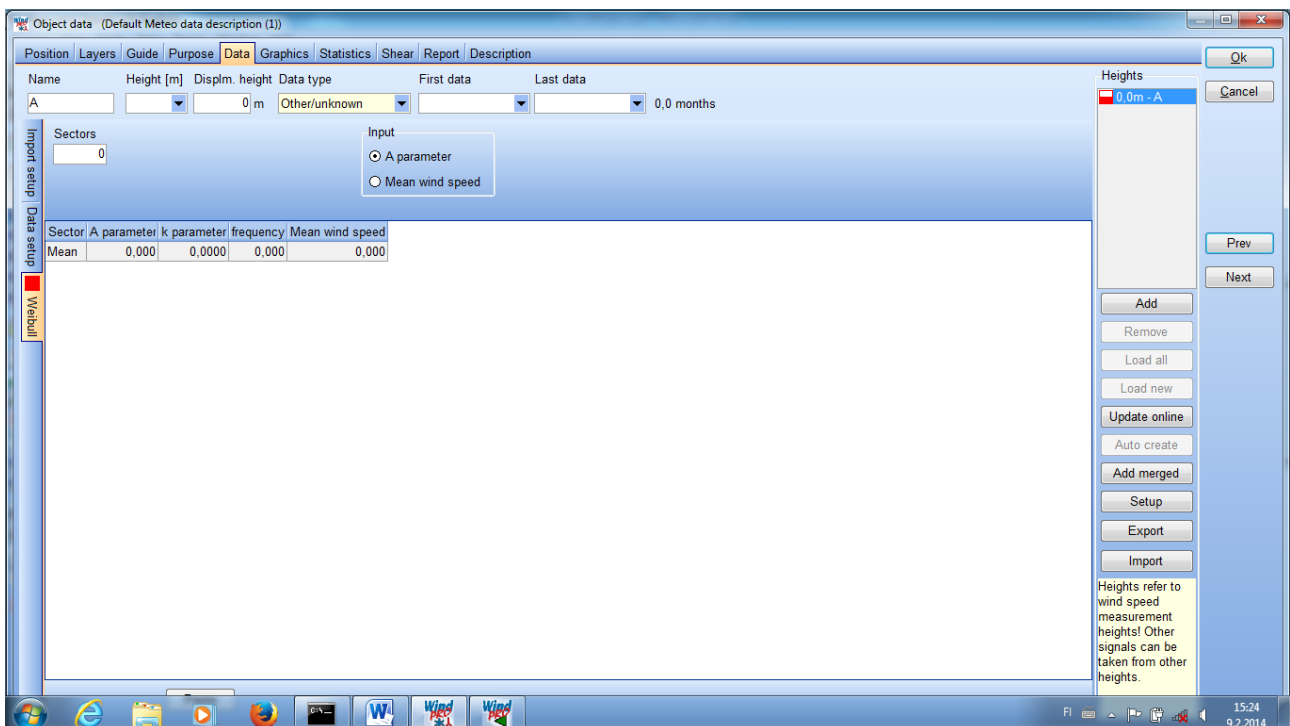 Object data (Default Meteo data description (1))
Position Layers Guide Purpose Data Graphics Statistics Shear Report Description
Ok
Cancel
Name Height [m] Displm. height Data type First data Last data
A 0 m Other/unknown 0,0 months
Heights
0,0m - A
Import setup
Data setup
Weibull
Sectors
0
Input
A parameter
Mean wind speed
Sector A parameter k parameter frequency Mean wind speed
Mean 0,000 0,0000 0,000 0,000
Prev
Next
Add
Remove
Load all
Load new
Update online
Auto create
Add merged
Setup
Export
Import
Heights refer to
wind speed
measurement
heights! Other
signals can be
taken from other
heights.
FI
15:24
9.2.2014